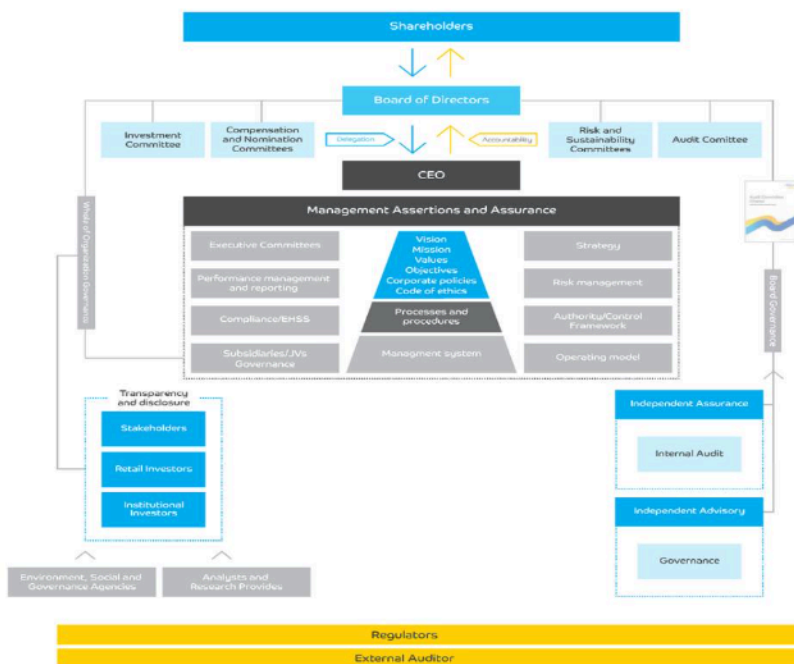 Shareholders
Board of Directors
Investment
Committee
Compensation
and Nomination
Committees
Delegation
Accountability
Risk and
Sustainability
Committees
Audit Comittee
CEO
Whole of Organization Governance
Board Governance
Management Assertions and Assurance
Executive Committees
Performance management
and reporting
Compliance/EHSS
Subsidiaries/JVs
Governance
Vision
Mission
Values
Objectives
Corporate policies
Code of ethics
Processes and
procedures
Managment system
Strategy
Risk management
Authority/Control
Framework
Operating model
Transparency
and disclosure
Stakeholders
Retail Investors
Institutional
Investors
Environment, Social and
Governance Agencies
Analysts and
Research Provides
Independent Assurance
Internal Audit
Independent Advisory
Governance
Regulators
External Auditor